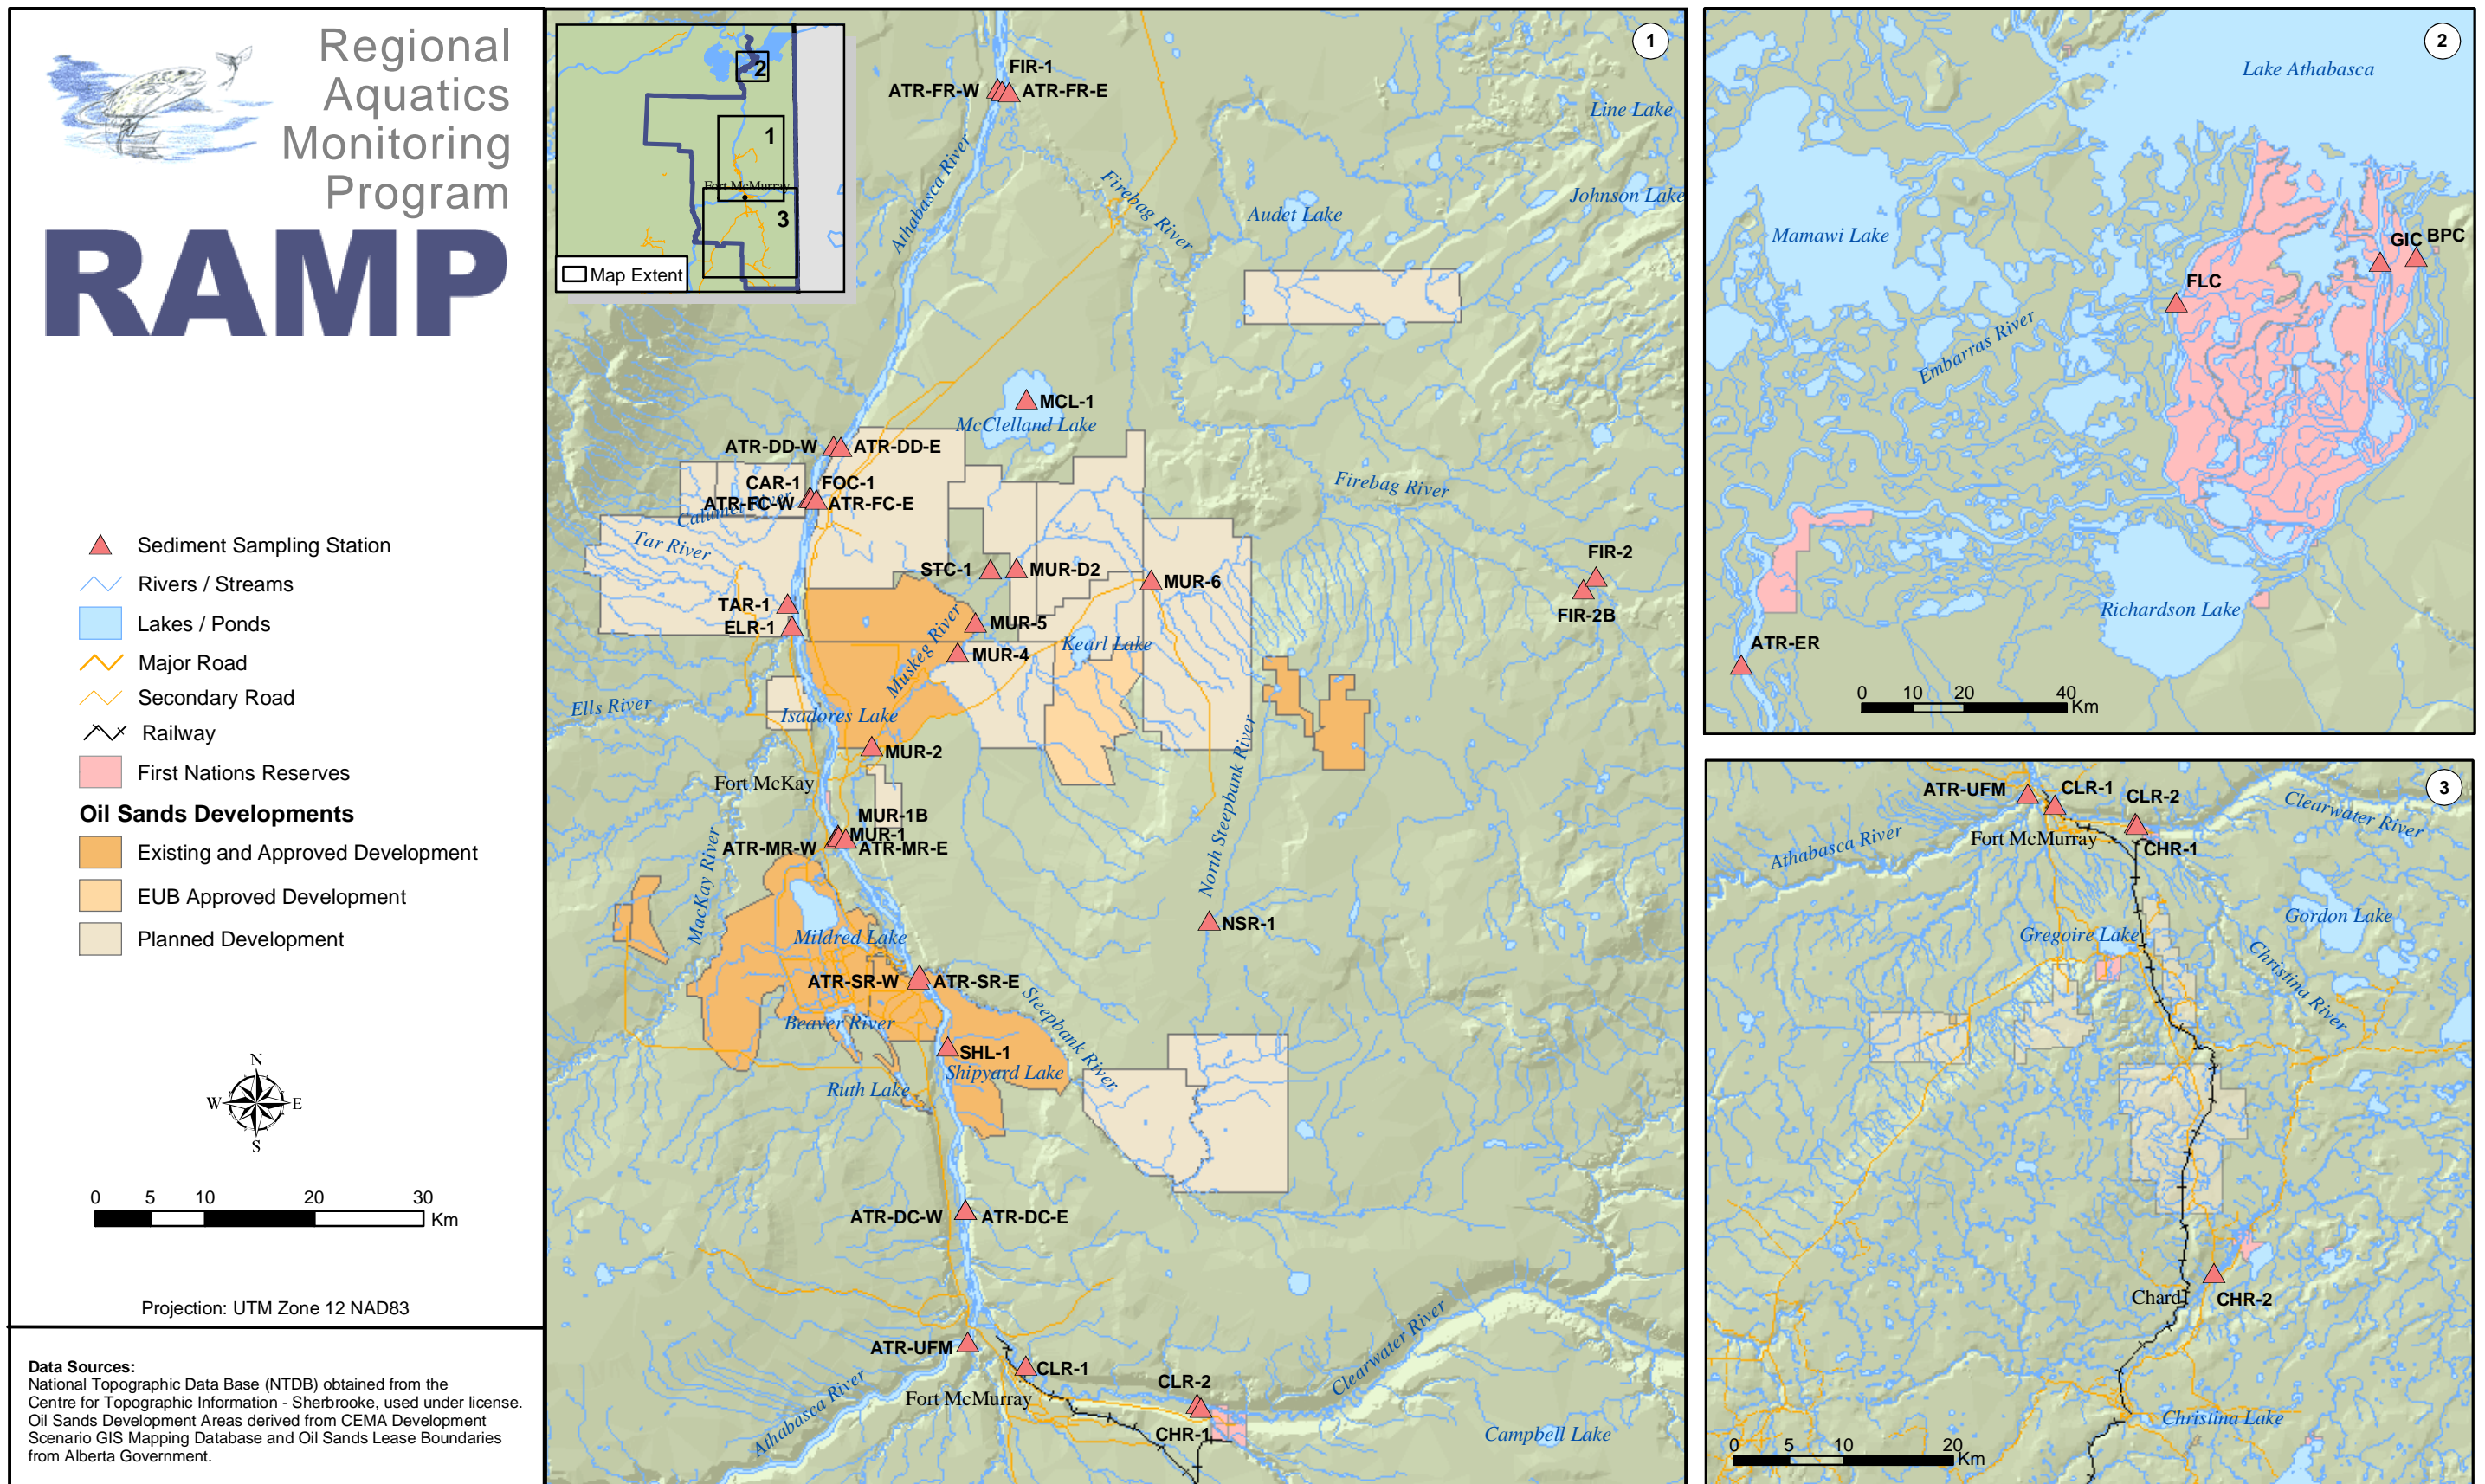 Regional
Aquatics
Monitoring
Program
RAMP
Sediment Sampling Station
Rivers / Streams
Lakes / Ponds
Major Road
Secondary Road
Railway
First Nations Reserves
Oil Sands Developments
Existing and Approved Development
EUB Approved Development
Planned Development
N
W E
S
0 5 10 20 30
Km
Projection: UTM Zone 12 NAD83
Data Sources:
National Topographic Data Base (NTDB) obtained from the
Centre for Topographic Information - Sherbrooke, used under license.
Oil Sands Development Areas derived from CEMA Development
Scenario GIS Mapping Database and Oil Sands Lease Boundaries
from Alberta Government.
2
1
Fort McMurray
3
Map Extent
1
FIR-1
ATR-FR-W
ATR-FR-E
Line Lake
Athabasca River
Firebag River
Audet Lake
Johnson Lake
MCL-1
McClelland Lake
ATR-DD-W
ATR-DD-E
CAR-1
FOC-1
ATR-FC-W
ATR-FC-E
Calumet River
Tar River
Firebag River
STC-1
MUR-D2
MUR-6
FIR-2
FIR-2B
TAR-1
ELR-1
MUR-5
Muskeg River
Kearl Lake
MUR-4
Ells River
Isadores Lake
MUR-2
Fort McKay
North Steepbank River
MUR-1B
MUR-1
ATR-MR-W
ATR-MR-E
MacKay River
NSR-1
Mildred Lake
ATR-SR-W
ATR-SR-E
Steepbank River
Beaver River
SHL-1
Shipyard Lake
Ruth Lake
ATR-DC-W
ATR-DC-E
ATR-UFM
CLR-1
Fort McMurray
Athabasca River
CLR-2
CHR-1
Clearwater River
Campbell Lake
2
Lake Athabasca
Mamawi Lake
GIC
BPC
FLC
Embarras River
Richardson Lake
ATR-ER
0 10 20 40
Km
3
ATR-UFM
CLR-1
CLR-2
Clearwater River
Athabasca River
Fort McMurray
CHR-1
Gordon Lake
Gregoire Lake
Christina River
Chard
CHR-2
Christina Lake
0 5 10 20
Km